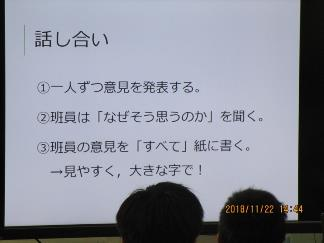 話し合い
①一人ずつ意見を発表する。
②班員は「なぜそう思うのか」を聞く。
③班員の意見を「すべて」紙に書く。
→見やすく，大きな字で！
2018/11/22 14:44